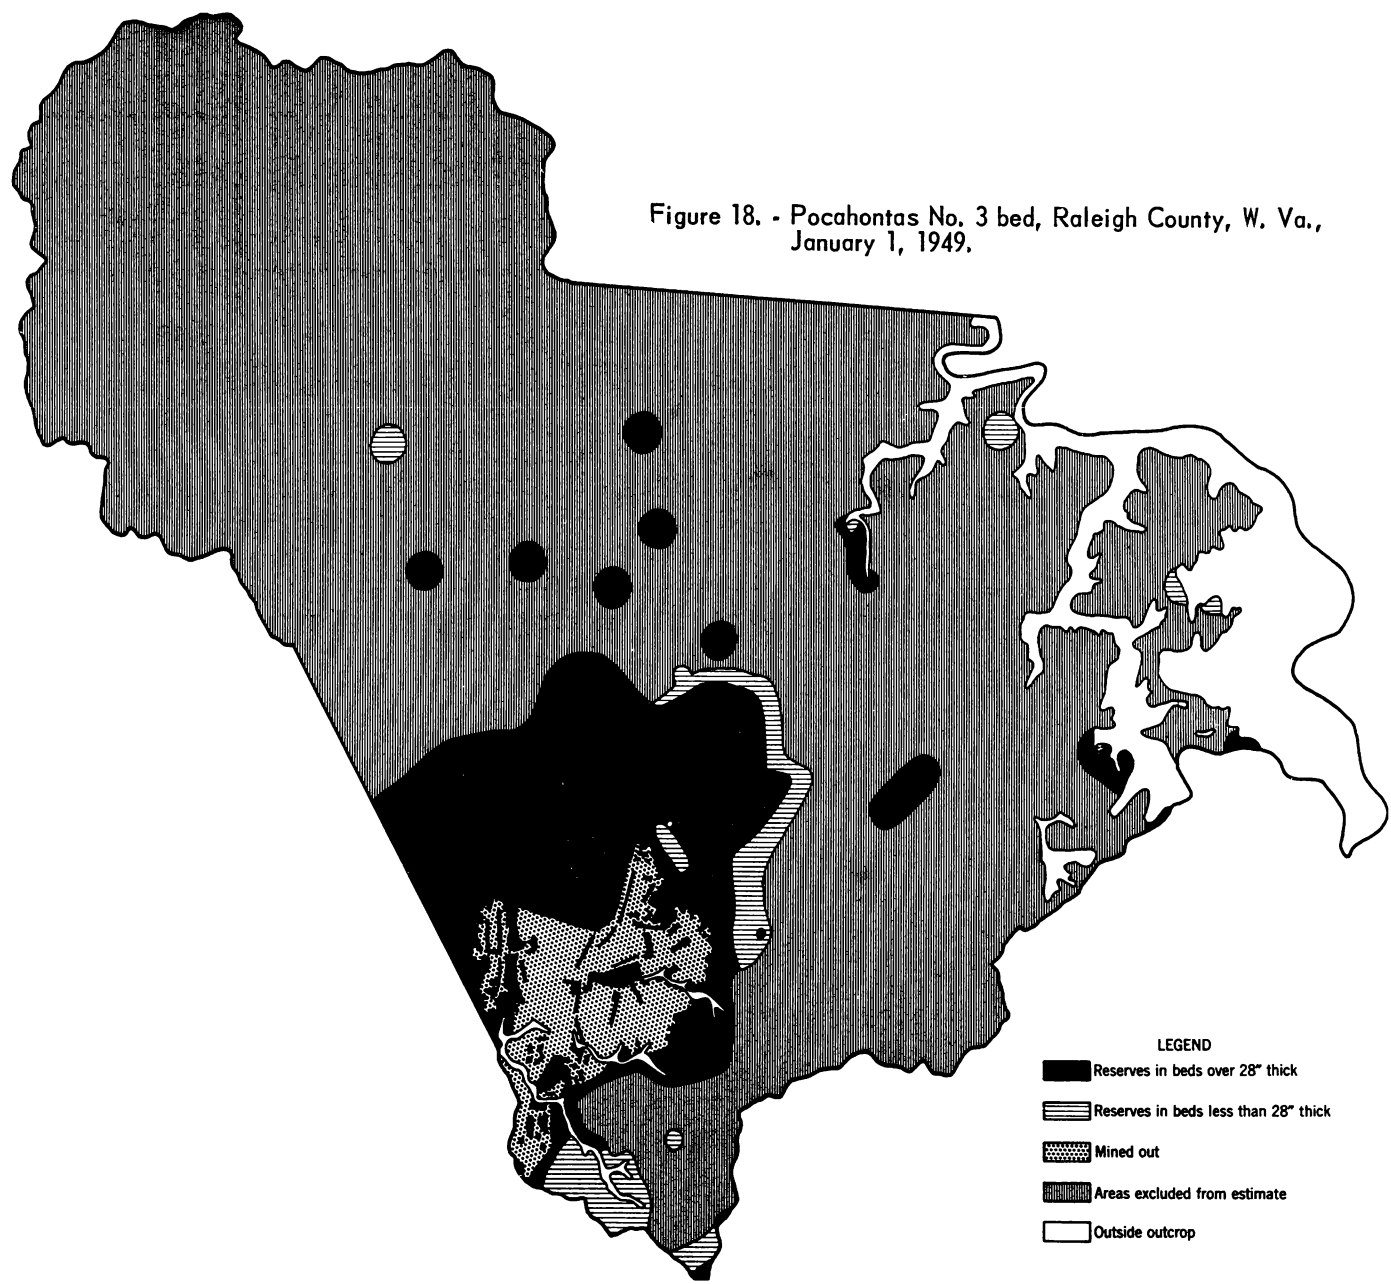 Figure 18. - Pocahontas No. 3 bed, Raleigh County, W. Va.,
January 1, 1949.
LEGEND
Reserves in beds over 28" thick
Reserves in beds less than 28" thick
Mined out
Areas excluded from estimate
Outside outcrop